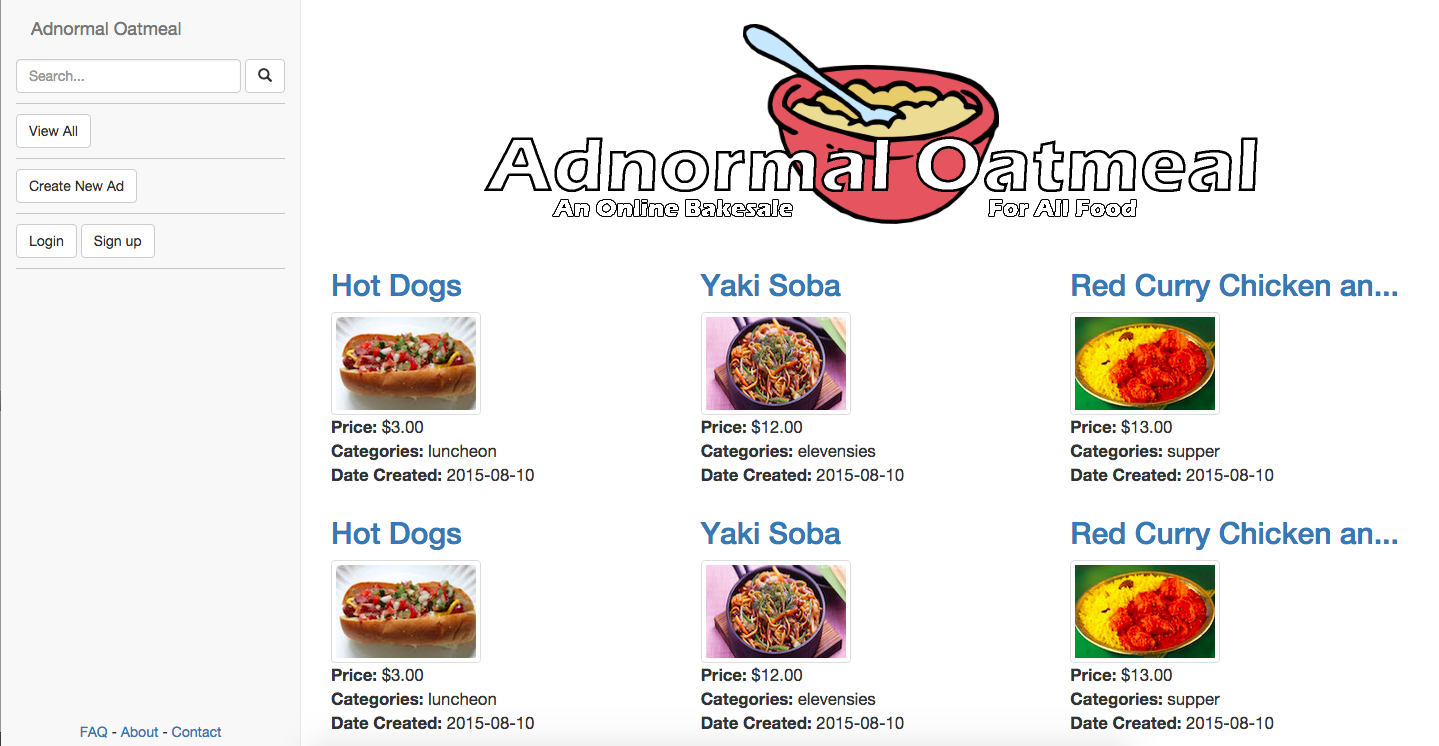 Adnormal Oatmeal
Search...
View All
Create New Ad
Login Sign up
FAQ - About - Contact
Adnormal Oatmeal
An Online Bakesale For All Food
Hot Dogs
Price: $3.00
Categories: luncheon
Date Created: 2015-08-10
Yaki Soba
Price: $12.00
Categories: elevensies
Date Created: 2015-08-10
Red Curry Chicken an...
Price: $13.00
Categories: supper
Date Created: 2015-08-10
Hot Dogs
Price: $3.00
Categories: luncheon
Date Created: 2015-08-10
Yaki Soba
Price: $12.00
Categories: elevensies
Date Created: 2015-08-10
Red Curry Chicken an...
Price: $13.00
Categories: supper
Date Created: 2015-08-10